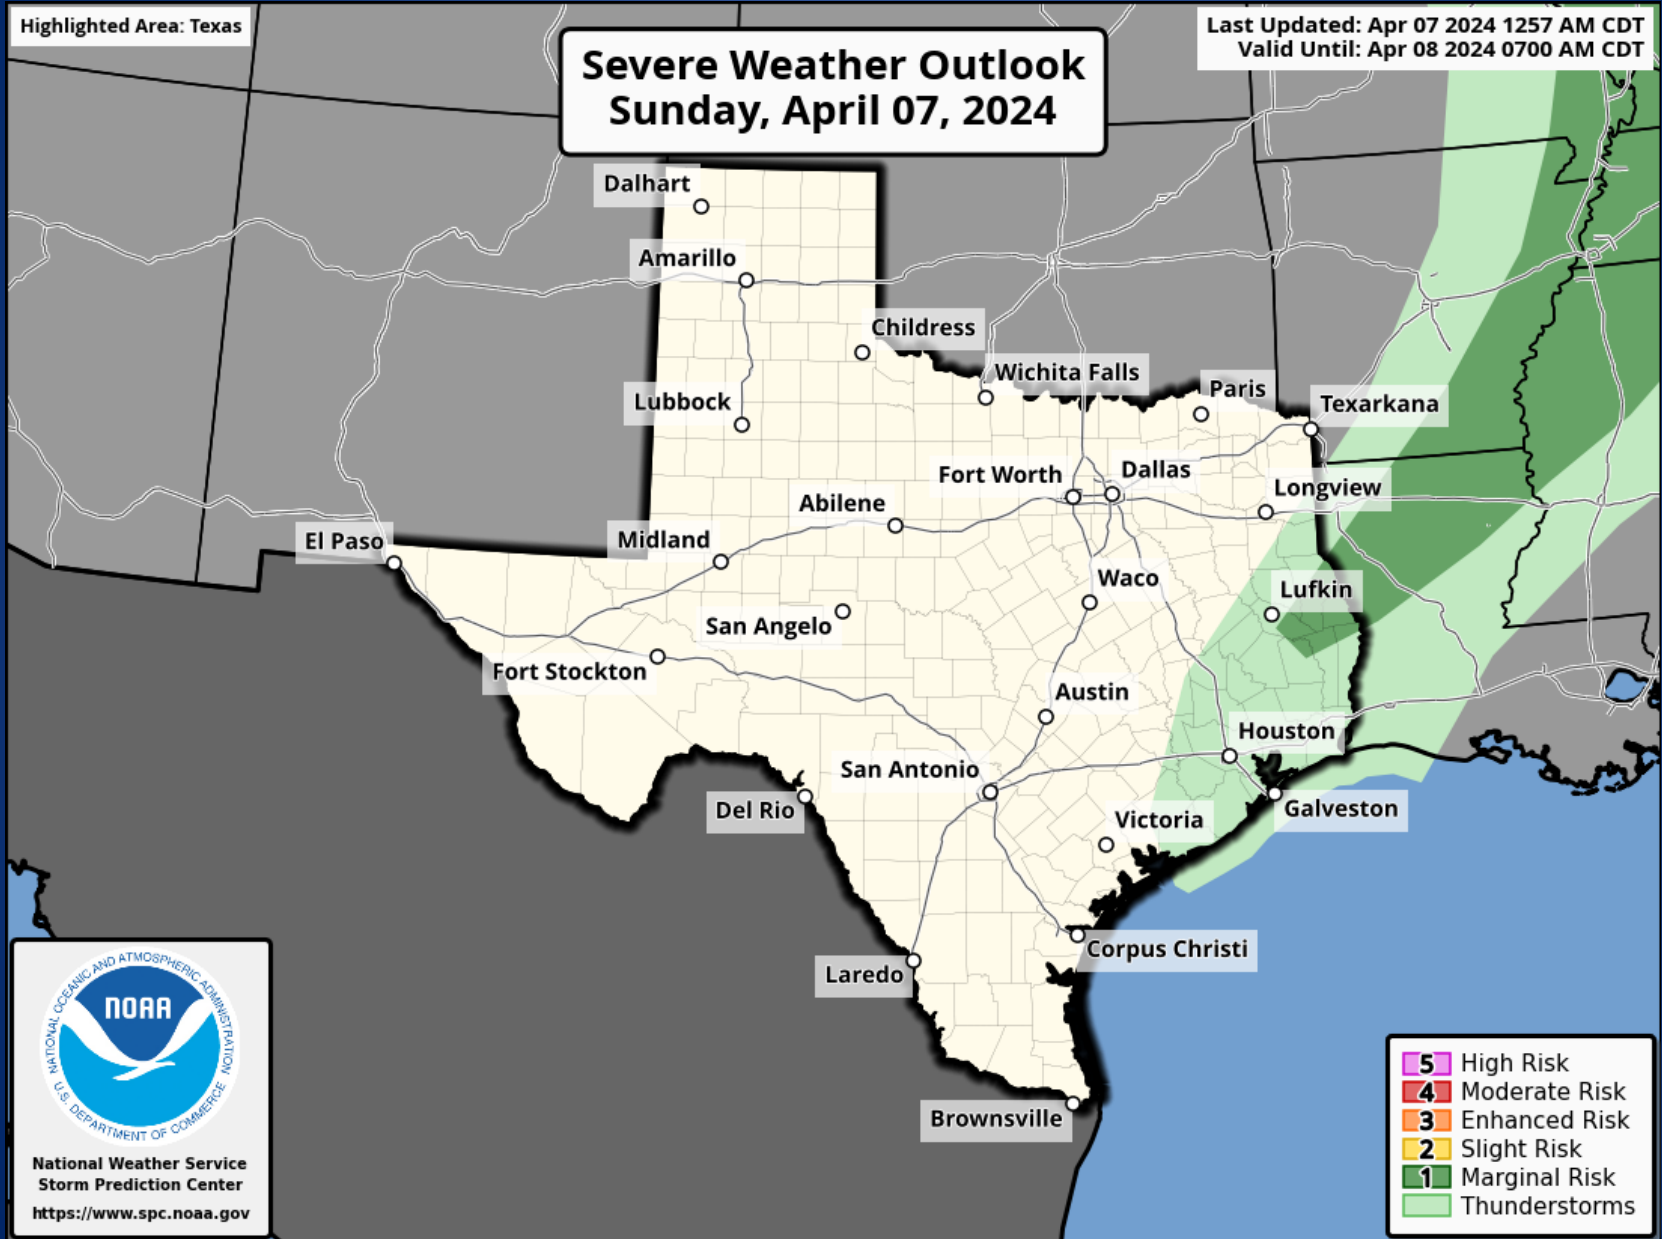 Highlighted Area: Texas
Severe Weather Outlook
Sunday, April 07, 2024
Last Updated: Apr 07 2024 1257 AM CDT
Valid Until: Apr 08 2024 0700 AM CDT
Dalhart
Amarillo
Childress
Wichita Falls
Paris
Texarkana
Lubbock
Fort Worth
Dallas
Longview
Abilene
El Paso
Midland
Waco
Lufkin
San Angelo
Fort Stockton
Austin
Houston
San Antonio
Del Rio
Galveston
Victoria
Corpus Christi
Laredo
Brownsville
NATIONAL OCEANIC AND ATMOSPHERIC ADMINISTRATION
NOAA
U.S. DEPARTMENT OF COMMERCE
National Weather Service
Storm Prediction Center
https://www.spc.noaa.gov
5 High Risk
4 Moderate Risk
3 Enhanced Risk
2 Slight Risk
1 Marginal Risk
Thunderstorms